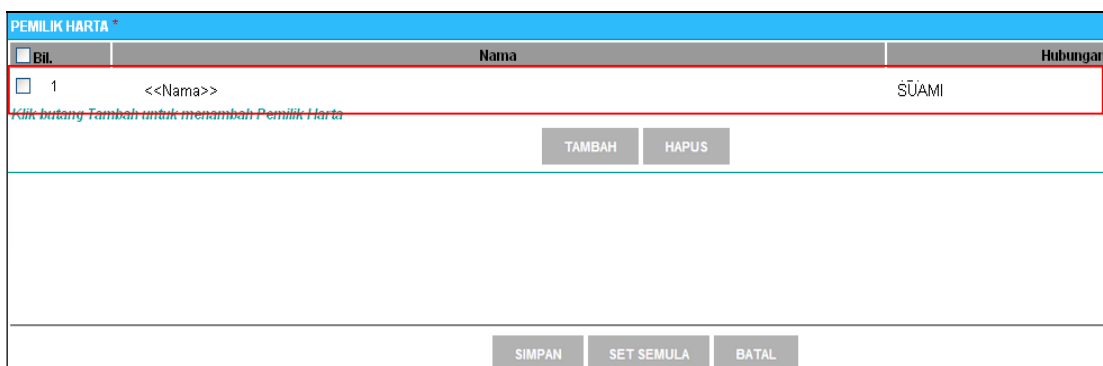 PEMILIK HARTA *
Bil. Nama Hubungan
1 <<Nama>> SUAMI
Klik butang Tambah untuk menambah Pemilik Harta
TAMBAH HAPUS
SIMPAN SET SEMULA BATAL